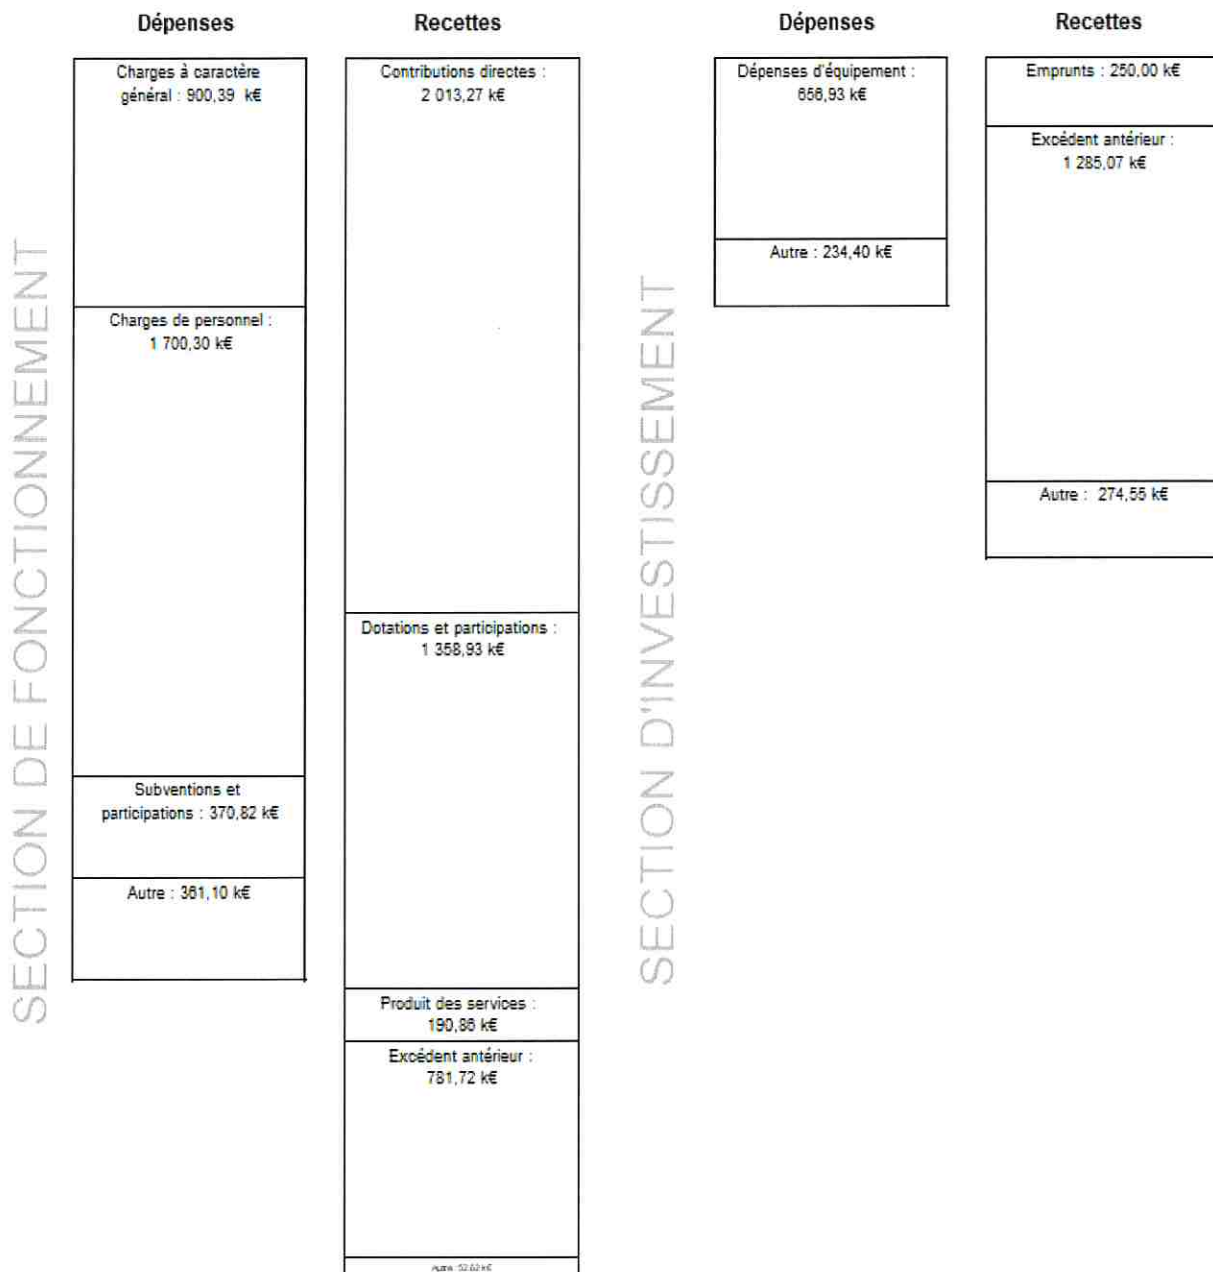 Dépenses
Recettes
Dépenses
Recettes
SECTION DE FONCTIONNEMENT
Charges à caractère
général : 900,39 k€
Charges de personnel :
1 700,30 k€
Subventions et
participations : 370,82 k€
Autre : 361,10 k€
Contributions directes :
2 013,27 k€
Dotations et participations :
1 358,93 k€
Produit des services :
190,86 k€
Excédent antérieur :
781,72 k€
Autre : 52,62 k€
SECTION D'INVESTISSEMENT
Dépenses d'équipement :
656,93 k€
Autre : 234,40 k€
Emprunts : 250,00 k€
Excédent antérieur :
1 285,07 k€
Autre : 274,55 k€